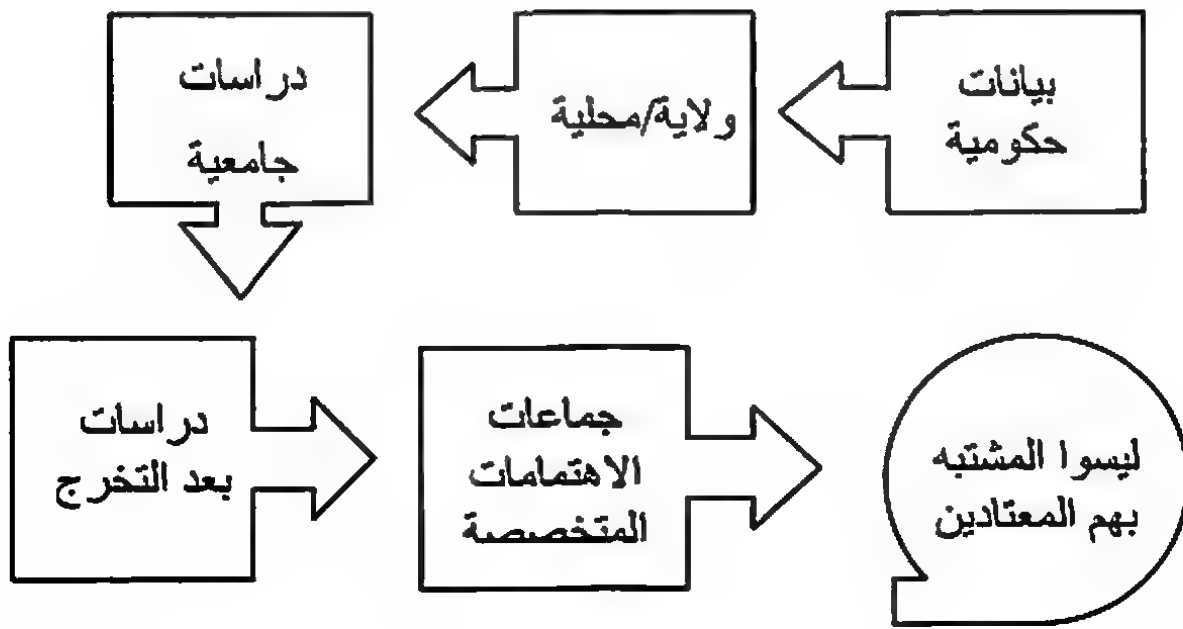 بيانات
حكومية
ولاية/محلية
دراسات
جامعية
دراسات
بعد التخرج
جماعات
الاهتمامات
المتخصصة
ليسوا المشتبه
بهم المعتادين